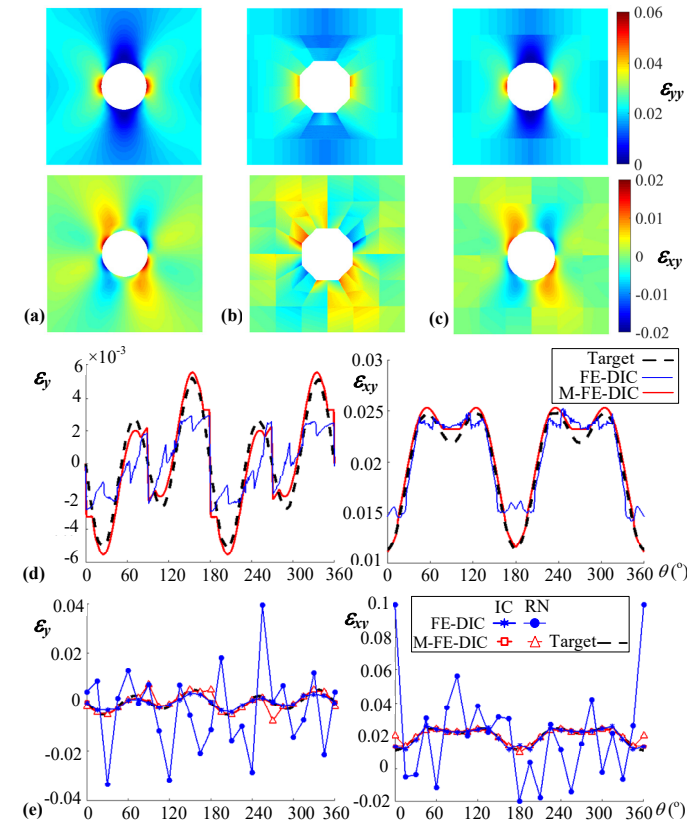 0.06
0.04
εyy
0.02
0
0.02
0.01
0
εxy
-0.01
-0.02
(a)
(b)
(c)
6 ×10-3
εy
4
2
0
-2
-4
-6
0 60 120 180 240 300 360
(d)
0.03
εxy
0.025
0.02
0.015
0.01
0 60 120 180 240 300 360 θ (o)
Target
FE-DIC
M-FE-DIC
0.04
εy
0.02
0
-0.02
-0.04
0 60 120 180 240 300 360
(e)
0.1
εxy
0.08
0.06
0.04
0.02
0
-0.02
0 60 120 180 240 300 360 θ (o)
IC RN
FE-DIC
M-FE-DIC Target